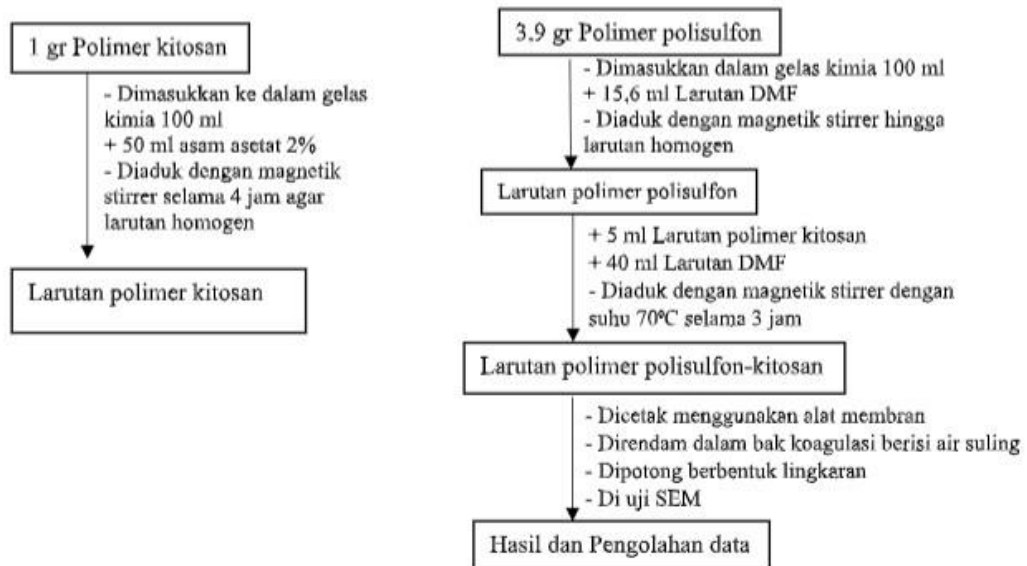 1 gr Polimer kitosan
- Dimasukkan ke dalam gelas
kimia 100 ml
+ 50 ml asam asetat 2%
- Diaduk dengan magnetik
stirrer selama 4 jam agar
larutan homogen
Larutan polimer kitosan
3.9 gr Polimer polisulfon
- Dimasukkan dalam gelas kimia 100 ml
+ 15,6 ml Larutan DMF
- Diaduk dengan magnetik stirrer hingga
larutan homogen
Larutan polimer polisulfon
+ 5 ml Larutan polimer kitosan
+ 40 ml Larutan DMF
- Diaduk dengan magnetik stirrer dengan
suhu 70⁰C selama 3 jam
Larutan polimer polisulfon-kitosan
- Dicetak menggunakan alat membran
- Direndam dalam bak koagulasi berisi air suling
- Dipotong berbentuk lingkaran
- Di uji SEM
Hasil dan Pengolahan data